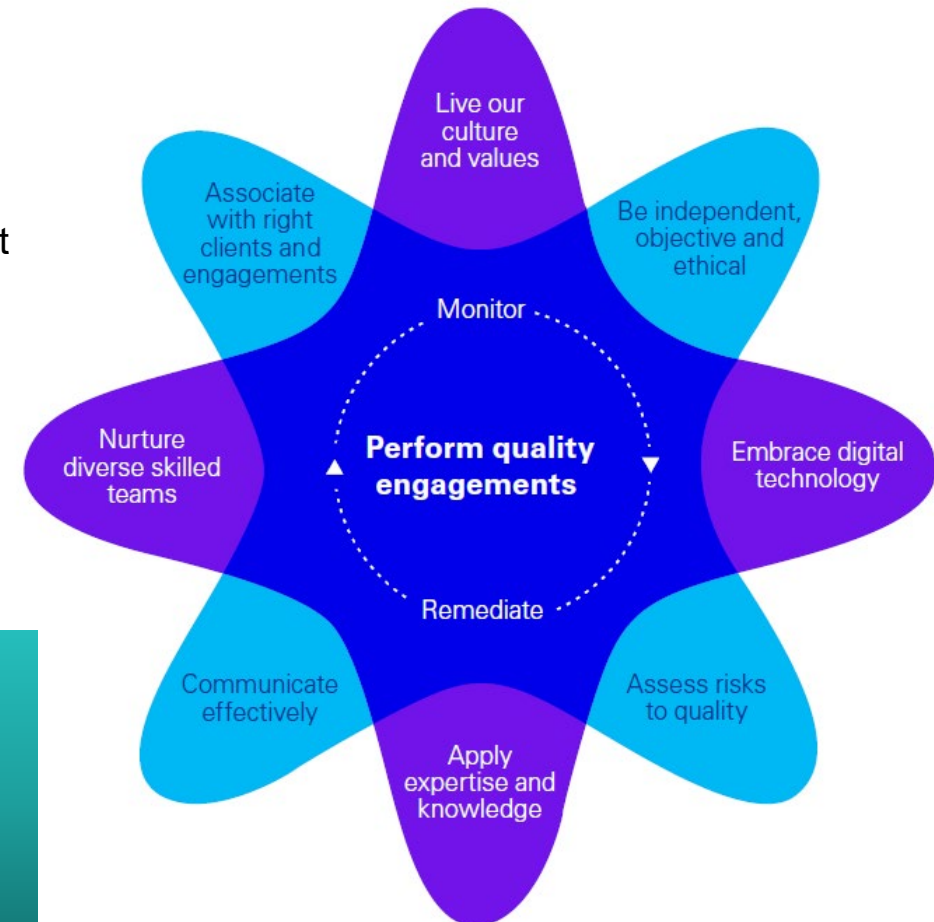 Live our
culture
and values
Be independent,
objective and
ethical
Embrace digital
technology
Assess risks
to quality
Apply
expertise and
knowledge
Communicate
effectively
Nurture
diverse skilled
teams
Associate
with right
clients and
engagements
Monitor
Perform quality
engagements
Remediate